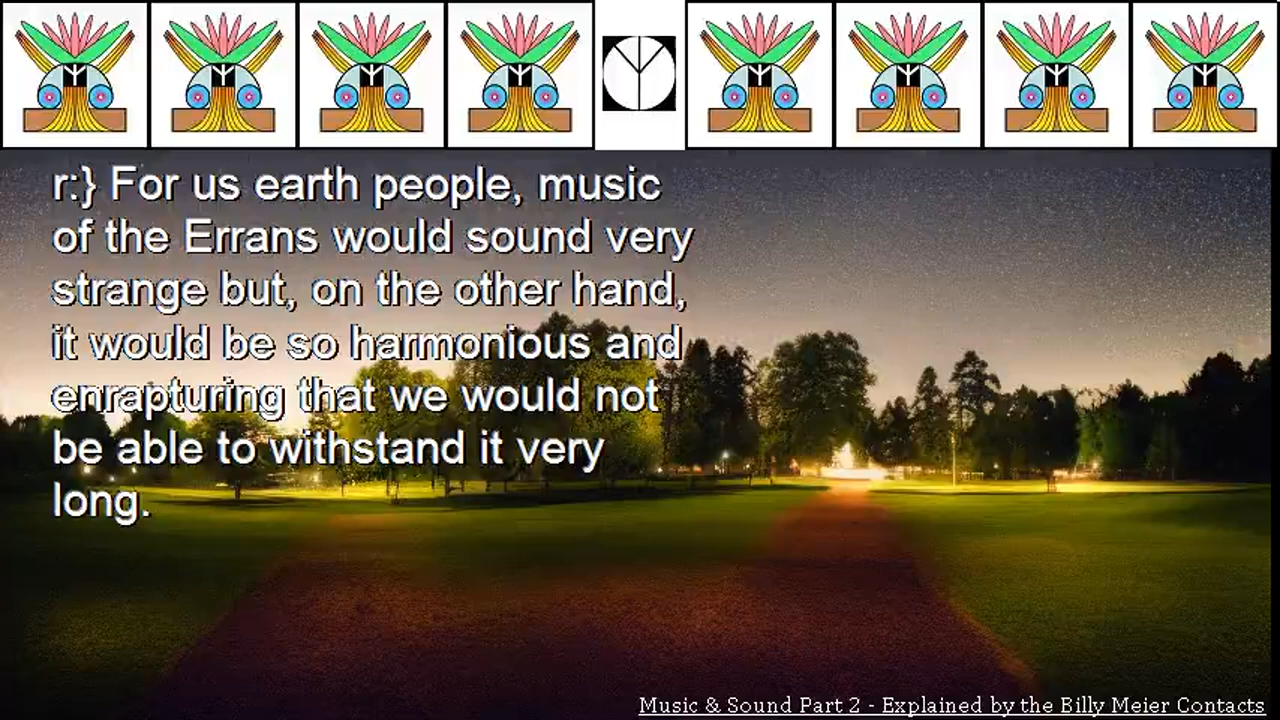 r:} For us earth people, music
of the Errans would sound very
strange but, on the other hand,
it would be so harmonious and
enrapturing that we would not
be able to withstand it very
long.
Music & Sound Part 2 - Explained by the Billy Meier Contacts